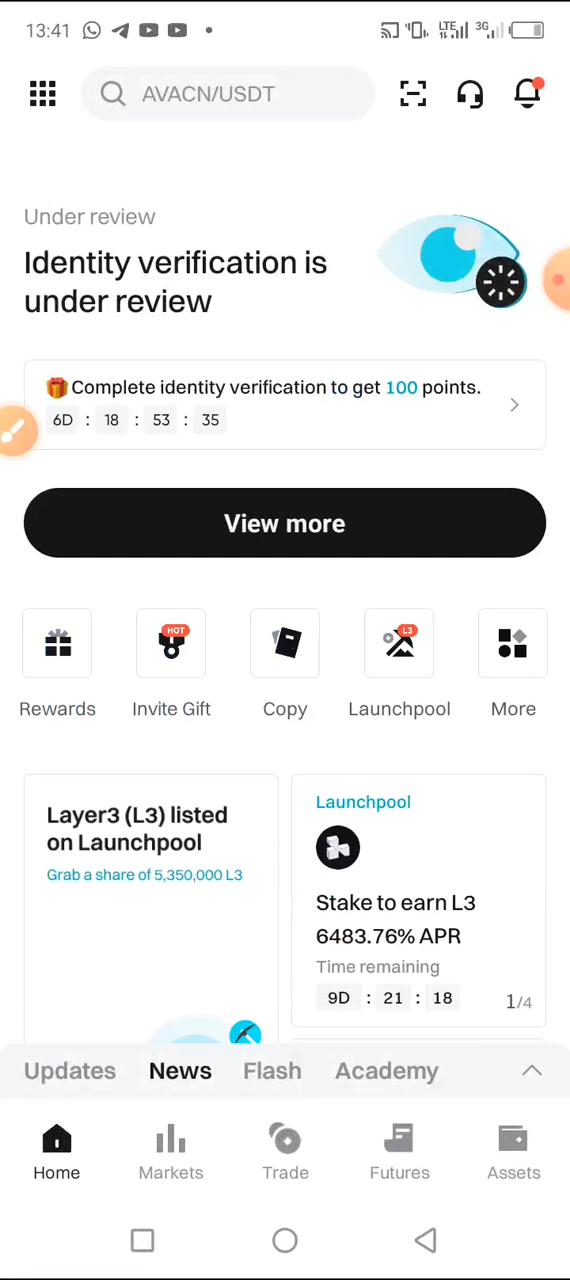 13:41
LTE
3G
AVACN/USDT
Under review
Identity verification is
under review
Complete identity verification to get 100 points.
6D : 18 : 53 : 35
View more
HOT
L3
Rewards
Invite Gift
Copy
Launchpool
More
Layer3 (L3) listed
on Launchpool
Grab a share of 5,350,000 L3
Launchpool
Stake to earn L3
6483.76% APR
Time remaining
9D : 21 : 18
1/4
Updates
News
Flash
Academy
Home
Markets
Trade
Futures
Assets